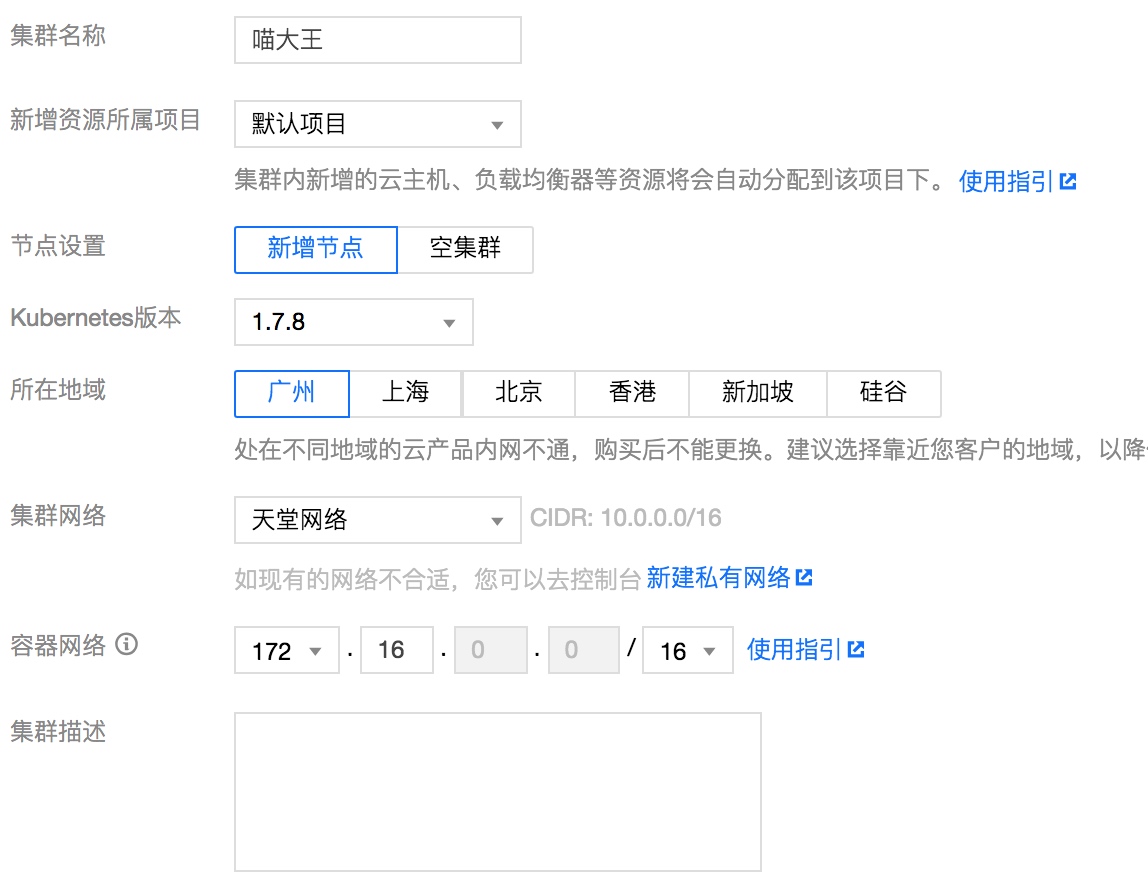 集群名称 喵大王
新增资源所属项目 默认项目
集群内新增的云主机、负载均衡器等资源将会自动分配到该项目下。 使用指引
节点设置 新增节点 空集群
Kubernetes版本 1.7.8
所在地域 广州 上海 北京 香港 新加坡 硅谷
处在不同地域的云产品内网不通，购买后不能更换。建议选择靠近您客户的地域，以降
集群网络 天堂网络 CIDR: 10.0.0.0/16
如现有的网络不合适，您可以去控制台 新建私有网络
容器网络 172 . 16 . 0 . 0 / 16 使用指引
集群描述